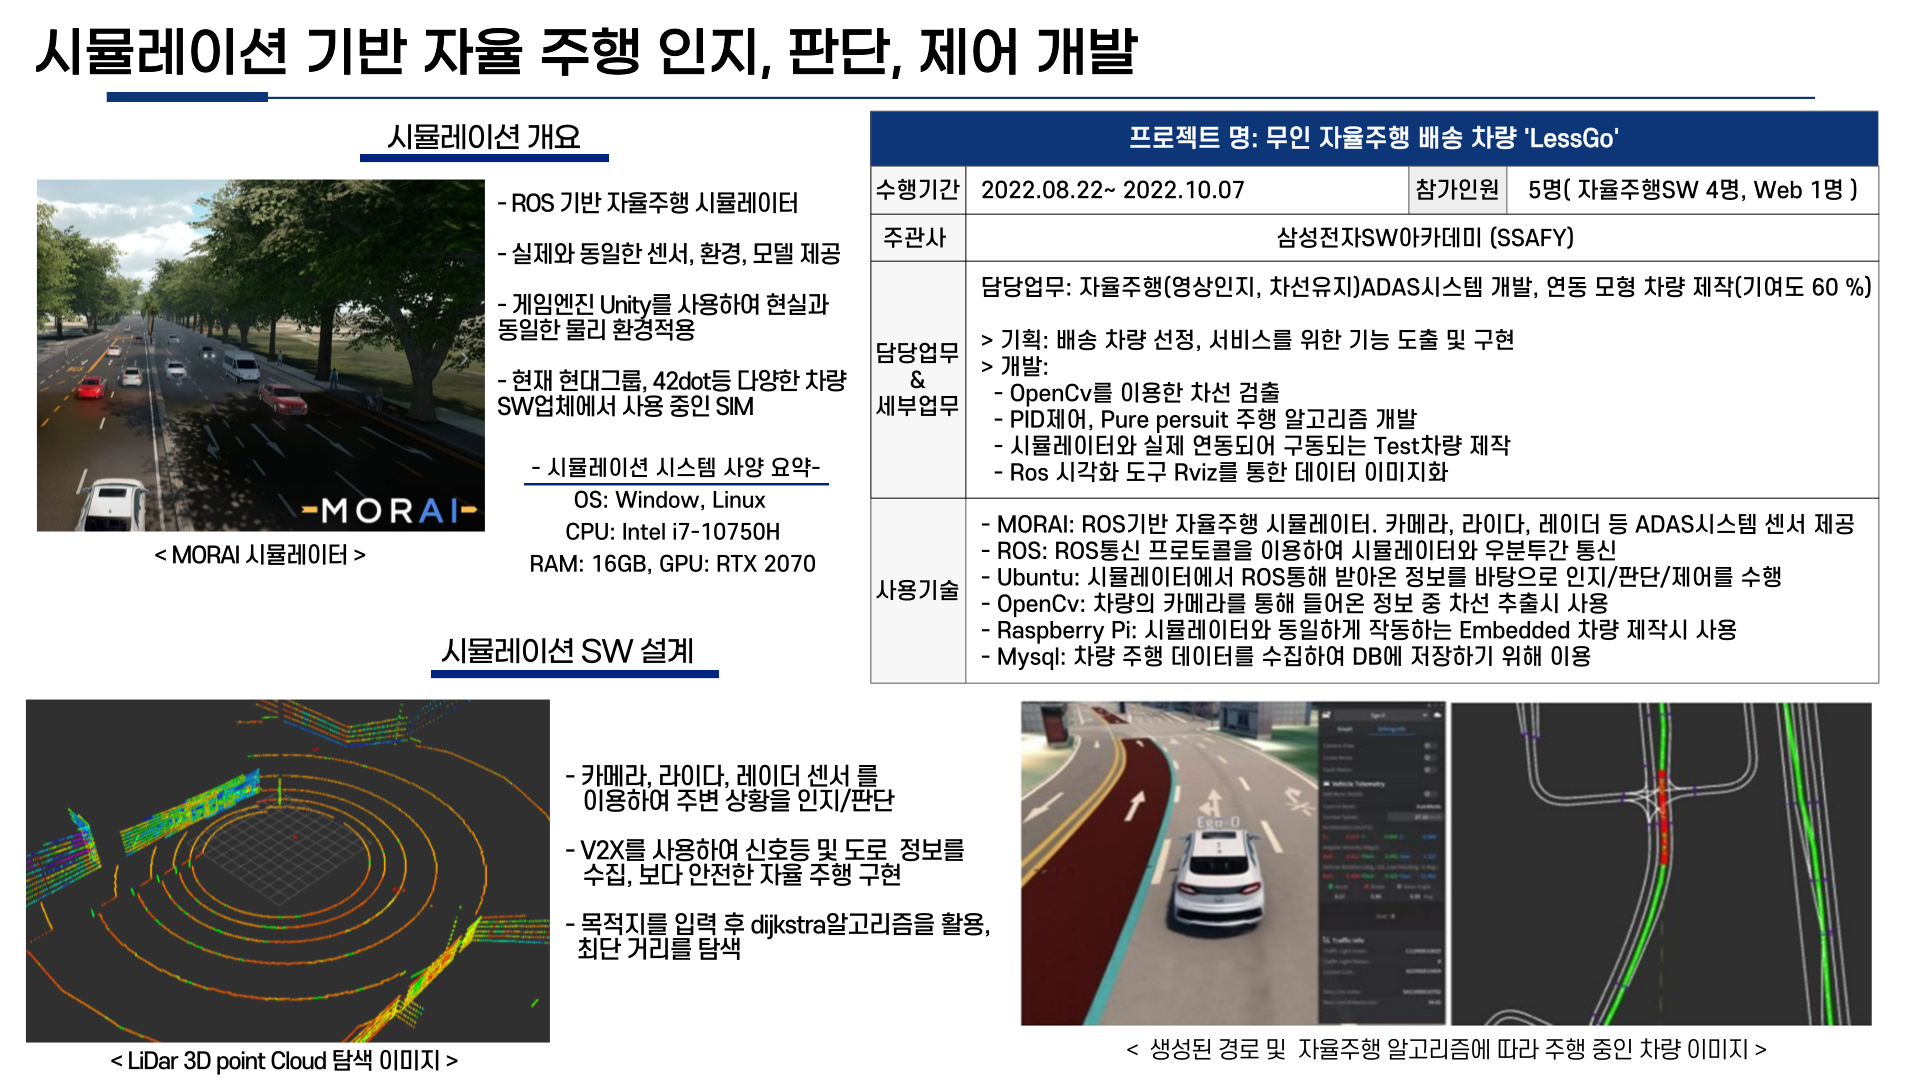 시뮬레이션 기반 자율 주행 인지, 판단, 제어 개발
시뮬레이션 개요
- ROS 기반 자율주행 시뮬레이터
- 실제와 동일한 센서, 환경, 모델 제공
- 게임엔진 Unity를 사용하여 현실과
동일한 물리 환경적용
- 현재 현대그룹, 42dot등 다양한 차량
SW업체에서 사용 중인 SIM
- 시뮬레이션 시스템 사양 요약-
OS: Window, Linux
CPU: Intel i7-10750H
RAM: 16GB, GPU: RTX 2070
MORAI
< MORAI 시뮬레이터 >
프로젝트 명: 무인 자율주행 배송 차량 'LessGo'
수행기간 2022.08.22~ 2022.10.07 참가인원 5명( 자율주행SW 4명, Web 1명 )
주관사 삼성전자SW아카데미 (SSAFY)
담당업무
&
세부업무
담당업무: 자율주행(영상인지, 차선유지)ADAS시스템 개발, 연동 모형 차량 제작(기여도 60 %)
> 기획: 배송 차량 선정, 서비스를 위한 기능 도출 및 구현
> 개발:
- OpenCv를 이용한 차선 검출
- PID제어, Pure persuit 주행 알고리즘 개발
- 시뮬레이터와 실제 연동되어 구동되는 Test차량 제작
- Ros 시각화 도구 Rviz를 통한 데이터 이미지화
사용기술
- MORAI: ROS기반 자율주행 시뮬레이터. 카메라, 라이다, 레이더 등 ADAS시스템 센서 제공
- ROS: ROS통신 프로토콜을 이용하여 시뮬레이터와 우분투간 통신
- Ubuntu: 시뮬레이터에서 ROS통해 받아온 정보를 바탕으로 인지/판단/제어를 수행
- OpenCv: 차량의 카메라를 통해 들어온 정보 중 차선 추출시 사용
- Raspberry Pi: 시뮬레이터와 동일하게 작동하는 Embedded 차량 제작시 사용
- Mysql: 차량 주행 데이터를 수집하여 DB에 저장하기 위해 이용
시뮬레이션 SW 설계
- 카메라, 라이다, 레이더 센서 를
이용하여 주변 상황을 인지/판단
- V2X를 사용하여 신호등 및 도로 정보를
수집, 보다 안전한 자율 주행 구현
- 목적지를 입력 후 dijkstra알고리즘을 활용,
최단 거리를 탐색
< LiDar 3D point Cloud 탐색 이미지 >
Ego-0
Vehicle Telemetry
Traffic Info
< 생성된 경로 및 자율주행 알고리즘에 따라 주행 중인 차량 이미지 >